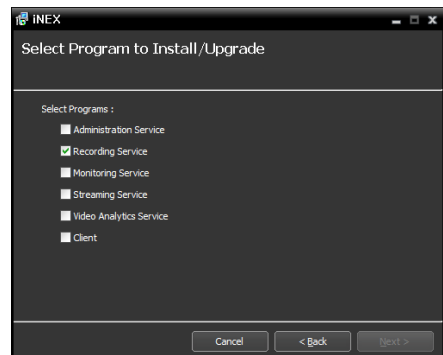 iNEX
Select Program to Install/Upgrade
Select Programs :
Administration Service
Recording Service
Monitoring Service
Streaming Service
Video Analytics Service
Client
Cancel
< Back
Next >